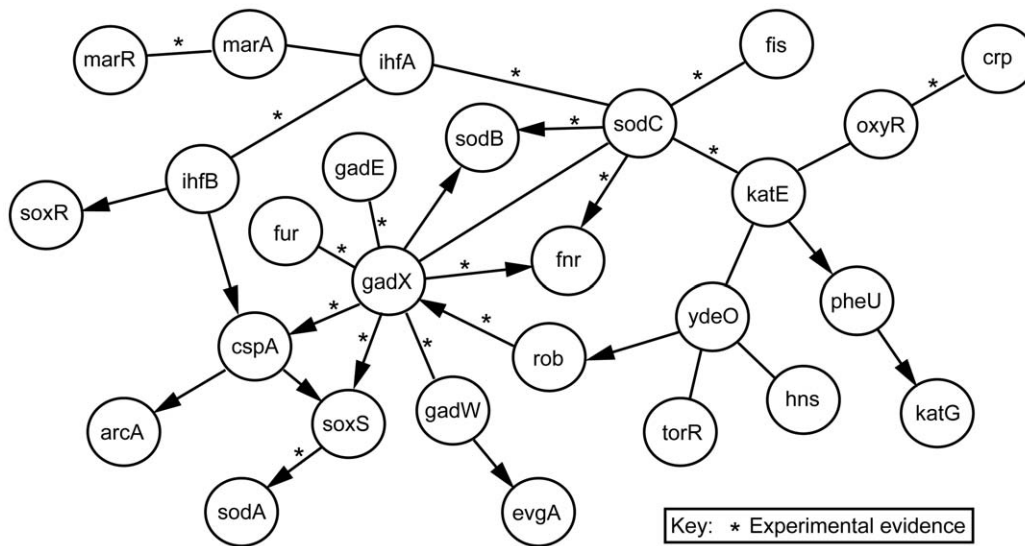 marR
*
marA
ihfA
*
fis
*
crp
*
oxyR
sodC
*
sodB
*
*
katE
gadE
*
ihfB
soxR
fur
*
*
fnr
gadX
*
pheU
ydeO
*
*
*
*
rob
cspA
hns
katG
arcA
soxS
gadW
torR
*
sodA
evgA
Key: * Experimental evidence